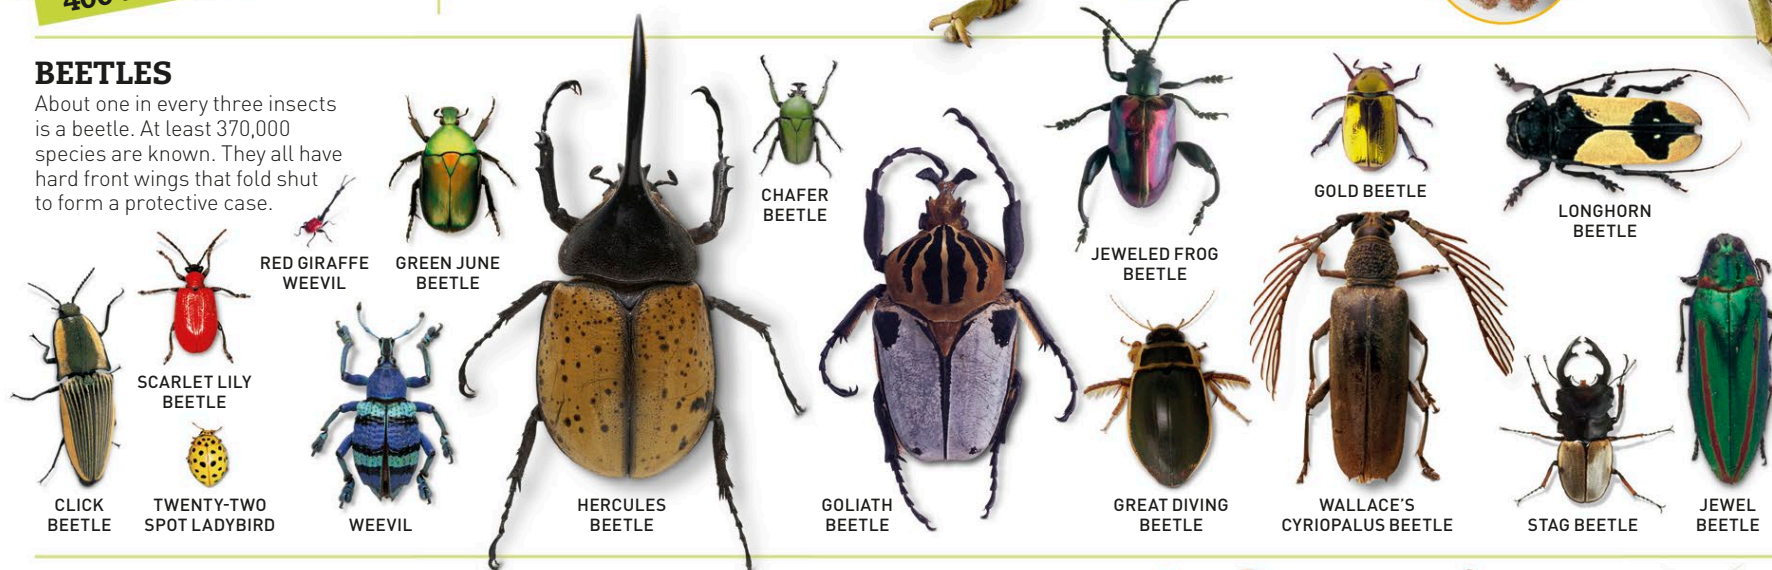 BEETLES
About one in every three insects
is a beetle. At least 370,000
species are known. They all have
hard front wings that fold shut
to form a protective case.
RED GIRAFFE
WEEVIL
GREEN JUNE
BEETLE
CHAFER
BEETLE
JEWELED FROG
BEETLE
GOLD BEETLE
LONGHORN
BEETLE
SCARLET LILY
BEETLE
CLICK
BEETLE
TWENTY-TWO
SPOT LADYBIRD
WEEVIL
HERCULES
BEETLE
GOLIATH
BEETLE
GREAT DIVING
BEETLE
WALLACE'S
CYRIOPALUS BEETLE
STAG BEETLE
JEWEL
BEETLE